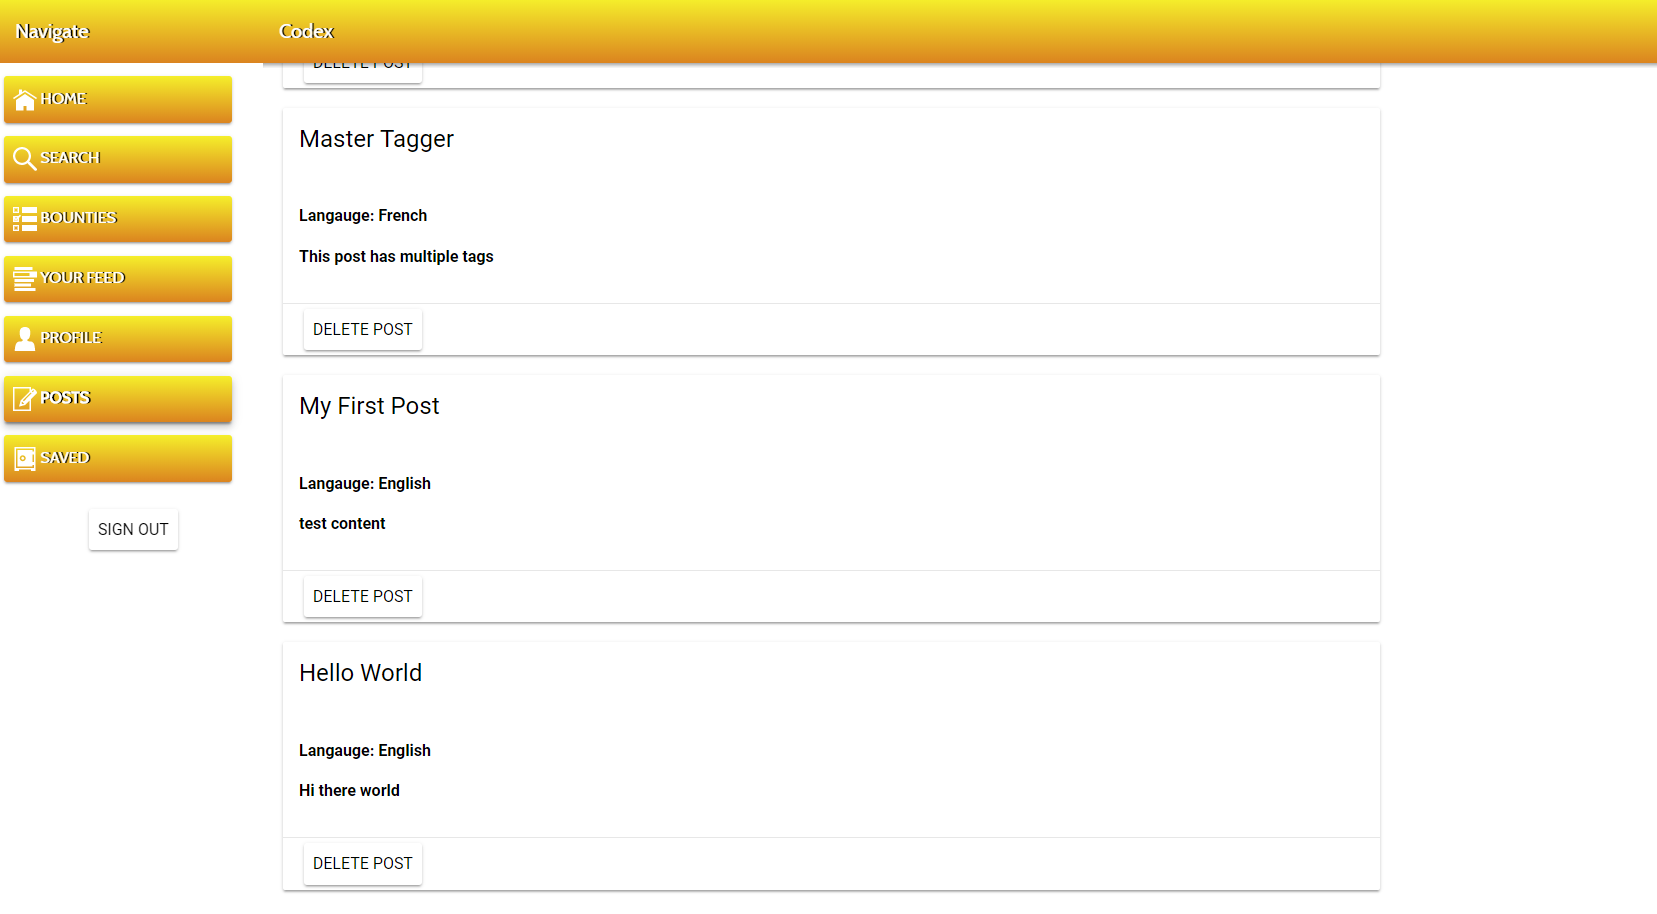 Navigate
Codex
HOME
SEARCH
BOUNTIES
YOUR FEED
PROFILE
POSTS
SAVED
SIGN OUT
DELETE POST
Master Tagger
Langauge: French
This post has multiple tags
DELETE POST
My First Post
Langauge: English
test content
DELETE POST
Hello World
Langauge: English
Hi there world
DELETE POST